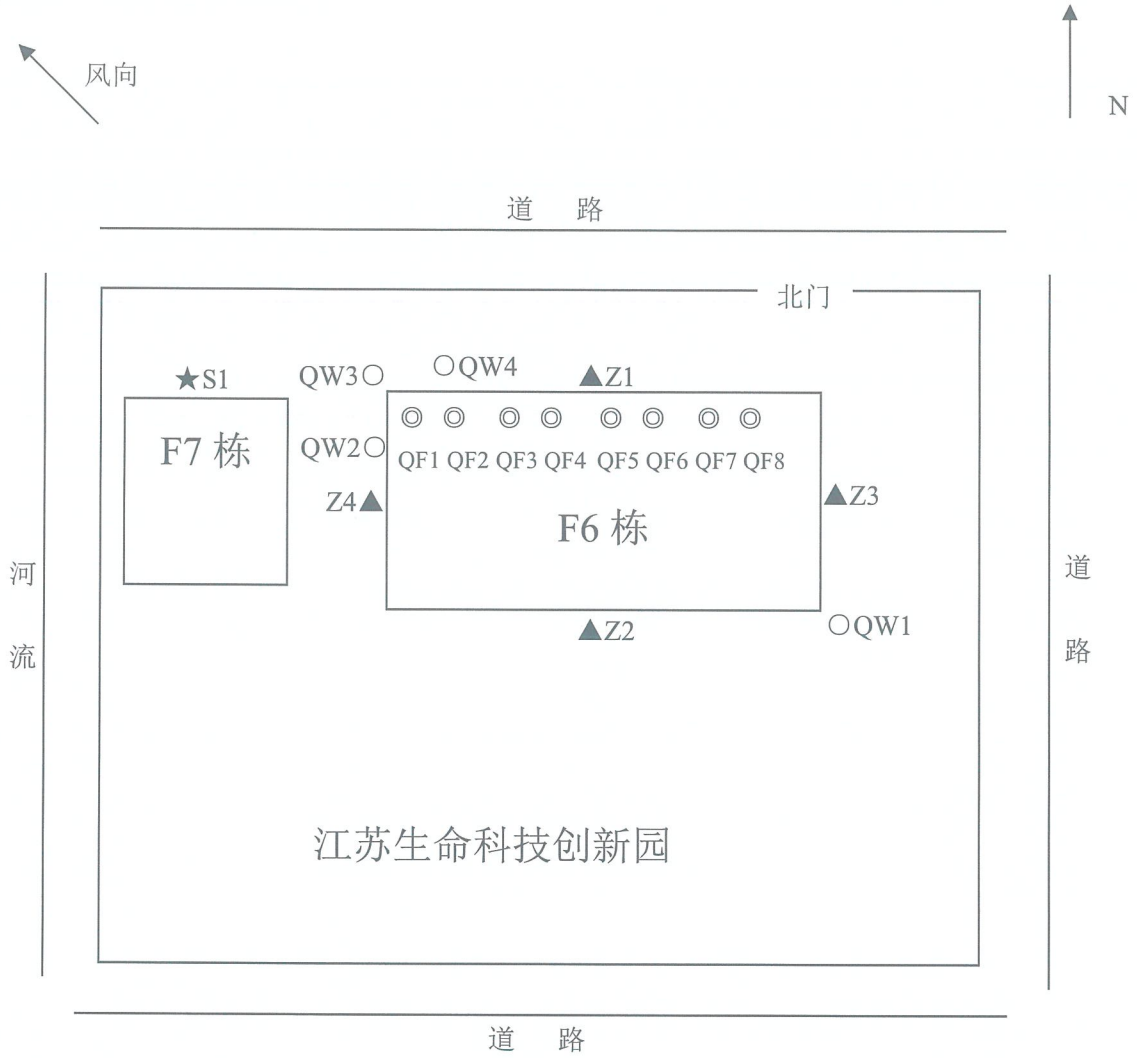 风向
N
道 路
北门
★S1
QW3○
○QW4
▲Z1
F7 栋
QW2○
◎ ◎ ◎ ◎ ◎ ◎ ◎ ◎
QF1 QF2 QF3 QF4 QF5 QF6 QF7 QF8
Z4▲
▲Z3
F6 栋
河流
道路
▲Z2
○QW1
江苏生命科技创新园
道 路